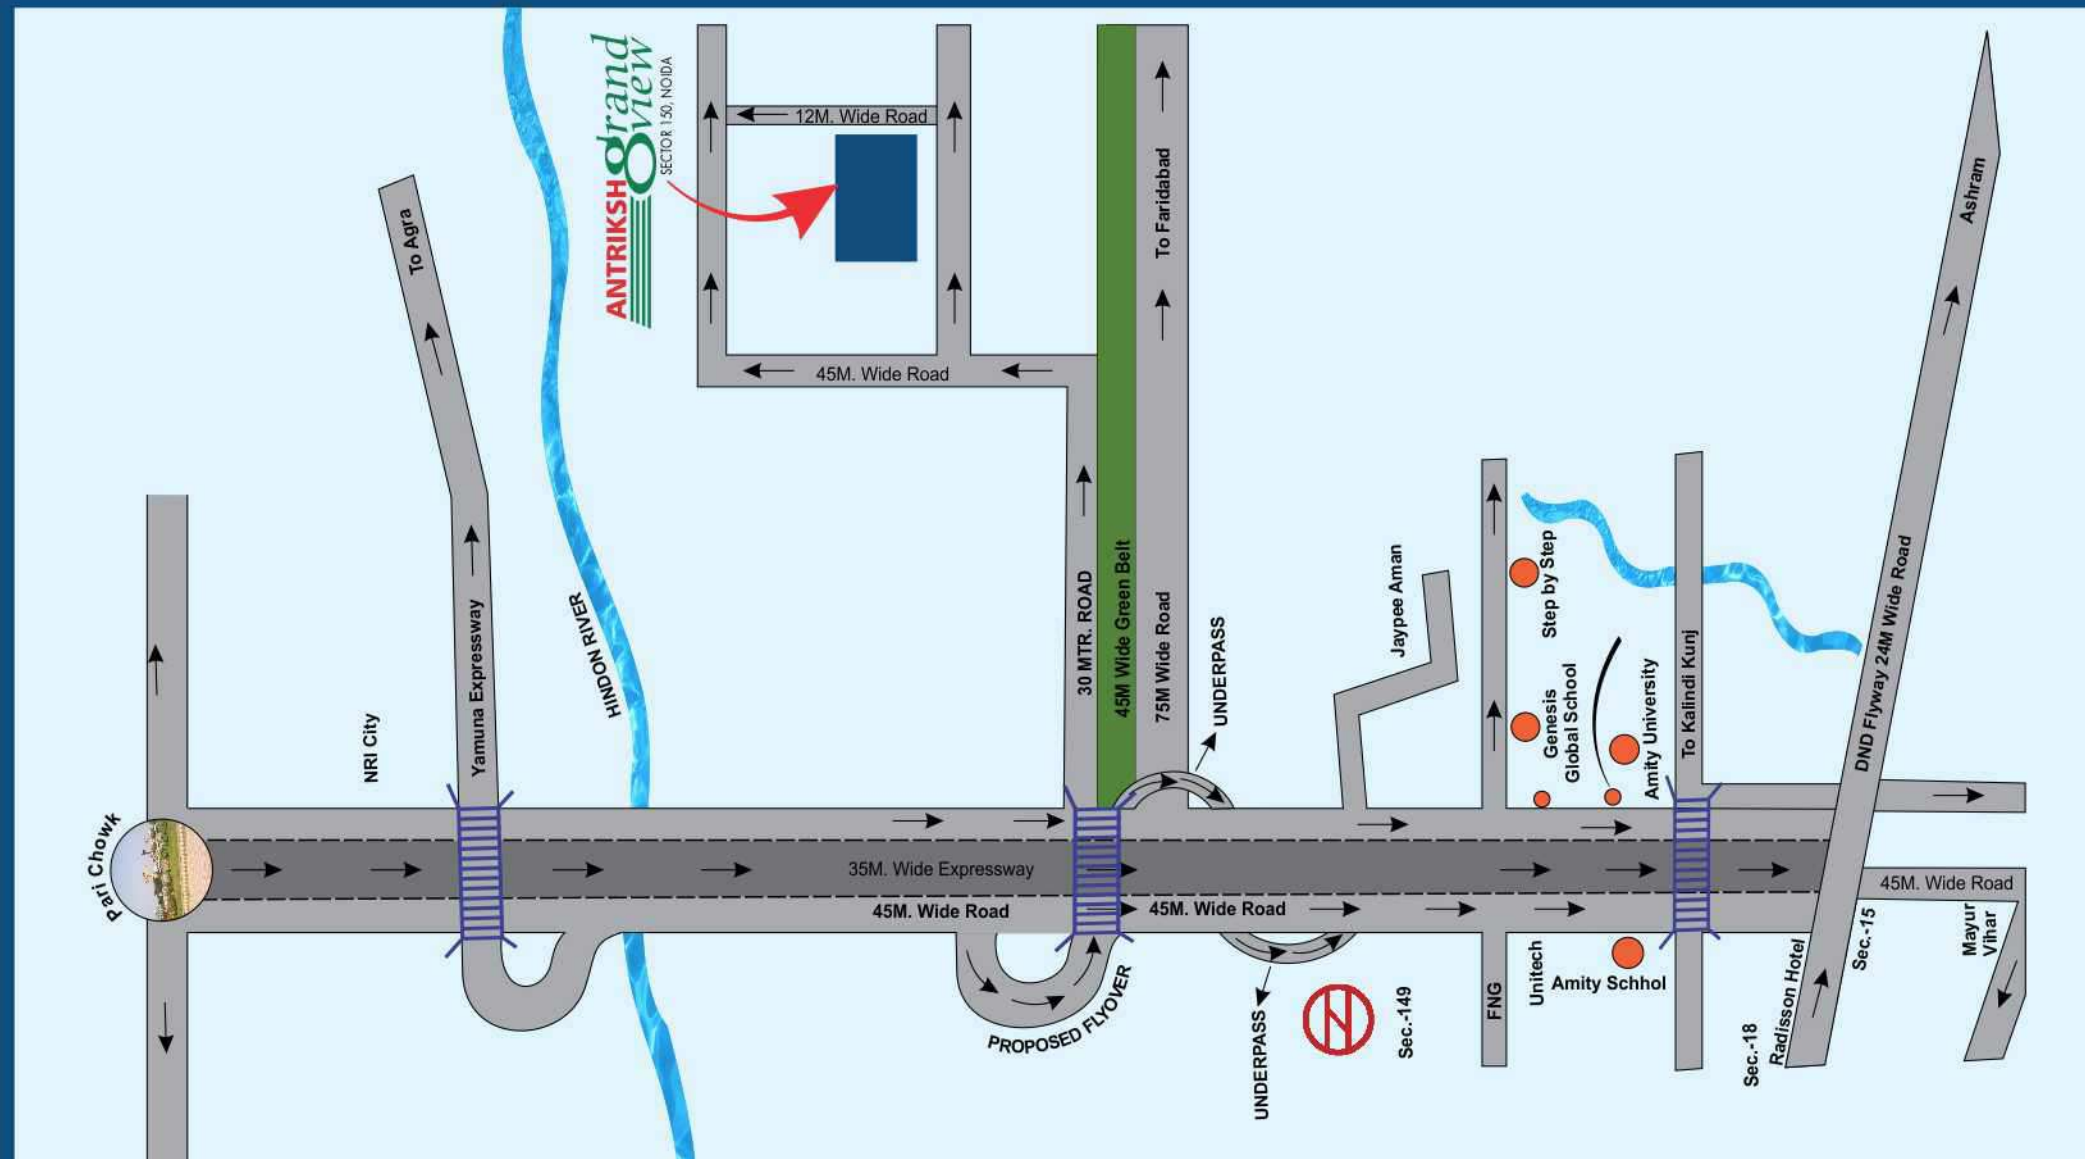 ANTRIKSH
grand
view
SECTOR 150, NOIDA
12M. Wide Road
To Agra
To Faridabad
Ashram
45M. Wide Road
Yamuna Expressway
HINDON RIVER
NRI City
30 MTR. ROAD
45M Wide Green Belt
75M Wide Road
UNDERPASS
Jaypee Aman
Step by Step
Genesis
Global School
Amity University
To Kalindi Kunj
DND Flyway 24M Wide Road
Pari Chowk
35M. Wide Expressway
45M. Wide Road
45M. Wide Road
45M. Wide Road
PROPOSED FLYOVER
UNDERPASS
Sec.-149
FNG
Unitech
Amity Schhol
Sec.-18
Radisson Hotel
Sec.-15
Mayur
Vihar